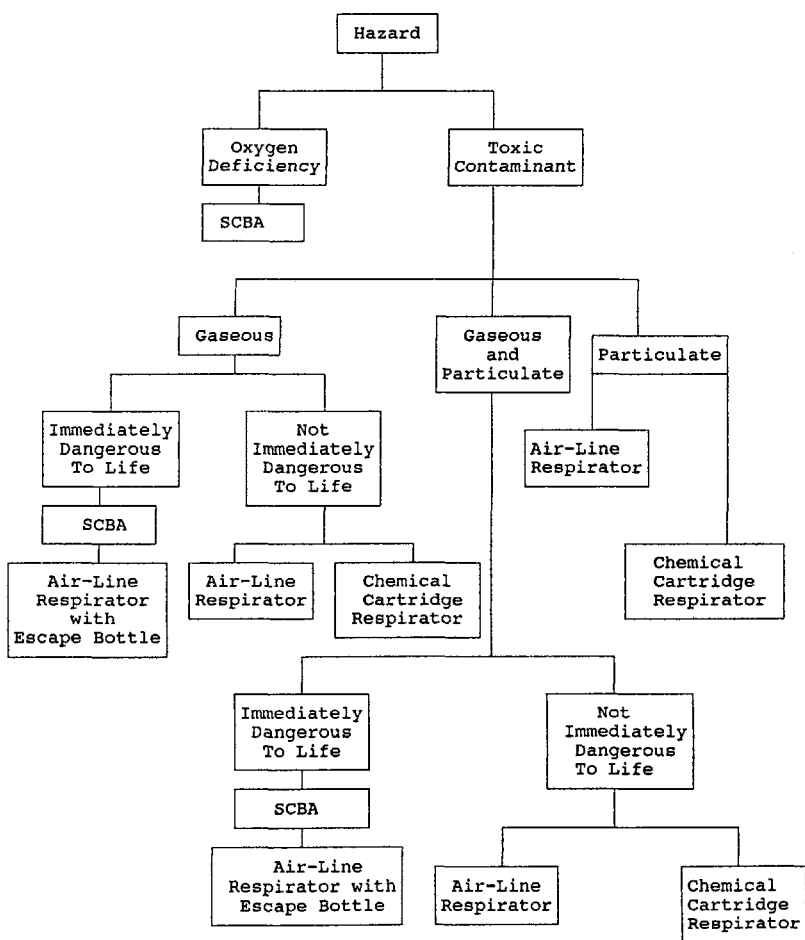 Hazard
Oxygen
Deficiency
Toxic
Contaminant
SCBA
Gaseous
Gaseous
and
Particulate
Particulate
Immediately
Dangerous
To Life
Not
Immediately
Dangerous
To Life
Air-Line
Respirator
SCBA
Air-Line
Respirator
with
Escape Bottle
Air-Line
Respirator
Chemical
Cartridge
Respirator
Chemical
Cartridge
Respirator
Immediately
Dangerous
To Life
Not
Immediately
Dangerous
To Life
SCBA
Air-Line
Respirator with
Escape Bottle
Air-Line
Respirator
Chemical
Cartridge
Respirator